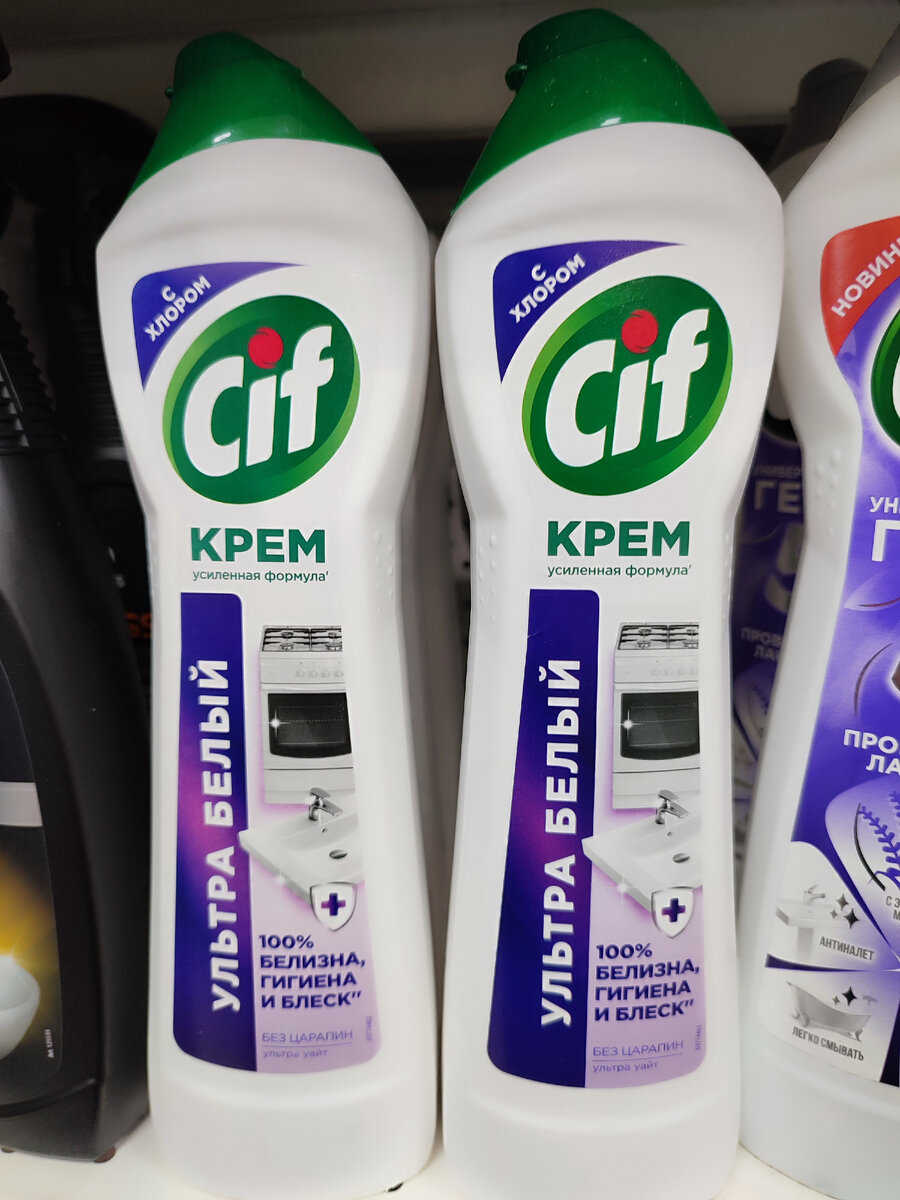 С
ХЛОРОМ
Cif
КРЕМ
усиленная формула'
УЛЬТРА БЕЛЫЙ
100%
БЕЛИЗНА,
ГИГИЕНА
И БЛЕСК"
БЕЗ ЦАРАПИН
ультра уайт
С
ХЛОРОМ
Cif
КРЕМ
усиленная формула'
УЛЬТРА БЕЛЫЙ
100%
БЕЛИЗНА,
ГИГИЕНА
И БЛЕСК"
БЕЗ ЦАРАПИН
ультра уайт
АНТИНАЛЕТ
ЛЕГКО СМЫВАТЬ